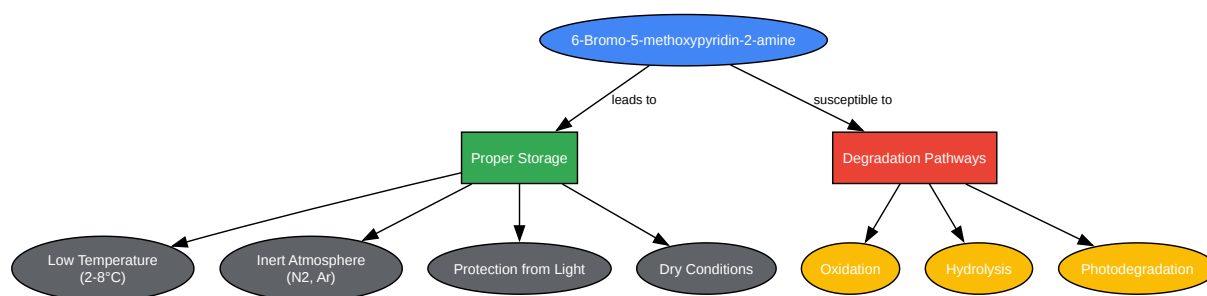 6-Bromo-5-methoxypyridin-2-amine
leads to
susceptible to
Proper Storage
Degradation Pathways
Low Temperature
(2-8°C)
Inert Atmosphere
(N2, Ar)
Protection from Light
Dry Conditions
Oxidation
Hydrolysis
Photodegradation